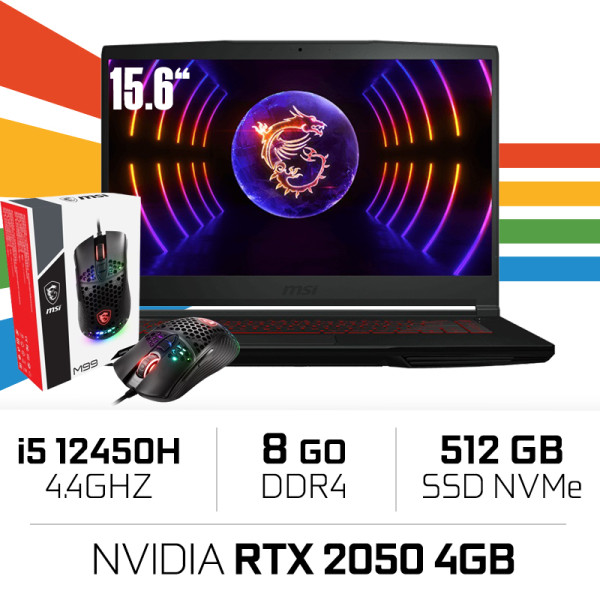 15.6“
msi
msi
M99
msi
i5 12450H
4.4GHZ
8 GO
DDR4
512 GB
SSD NVMe
NVIDIA RTX 2050 4GB